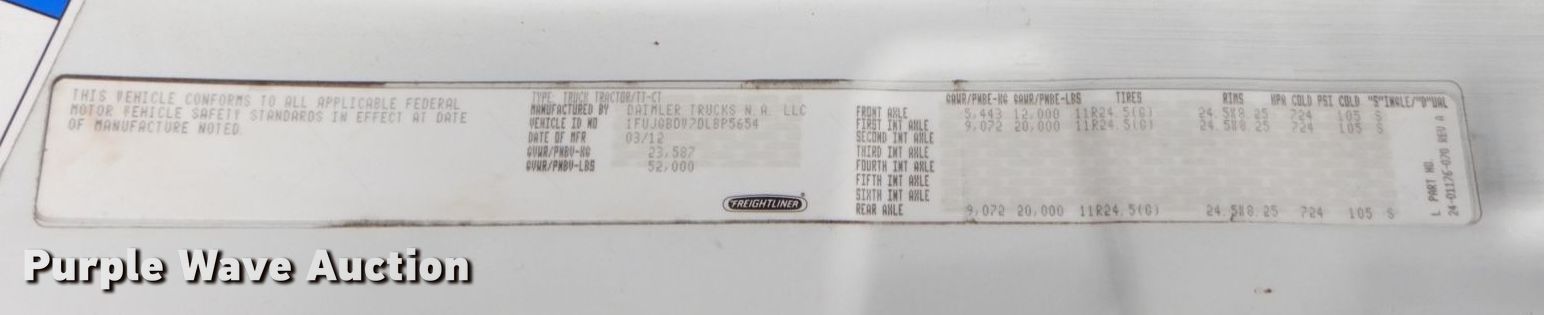 THIS VEHICLE CONFORMS TO ALL APPLICABLE FEDERAL
MOTOR VEHICLE SAFETY STANDARDS IN EFFECT AT DATE
OF MANUFACTURE NOTED.
TYPE: TRUCK TRACTOR/TT-CT
MANUFACTURED BY DAIMLER TRUCKS N.A. LLC
VEHICLE ID NO 1FUJGBDV7DLBP5654
DATE OF MFR 03/12
GVWR/PNBV-KG 23,587
GVWR/PNBV-LBS 52,000
FREIGHTLINER
GAWR/PNBE-KG GAWR/PNBE-LBS TIRES RIMS KPA COLD PSI COLD "S"INGLE/"D"UAL
FRONT AXLE 5,443 12,000 11R24.5(G) 24.5X8.25 724 105 S
FIRST INT AXLE 9,072 20,000 11R24.5(G) 24.5X8.25 724 105 S
SECOND INT AXLE
THIRD INT AXLE
FOURTH INT AXLE
FIFTH INT AXLE
SIXTH INT AXLE
REAR AXLE 9,072 20,000 11R24.5(G) 24.5X8.25 724 105 S
L PART NO.
24-01176-070 REV A
Purple Wave Auction